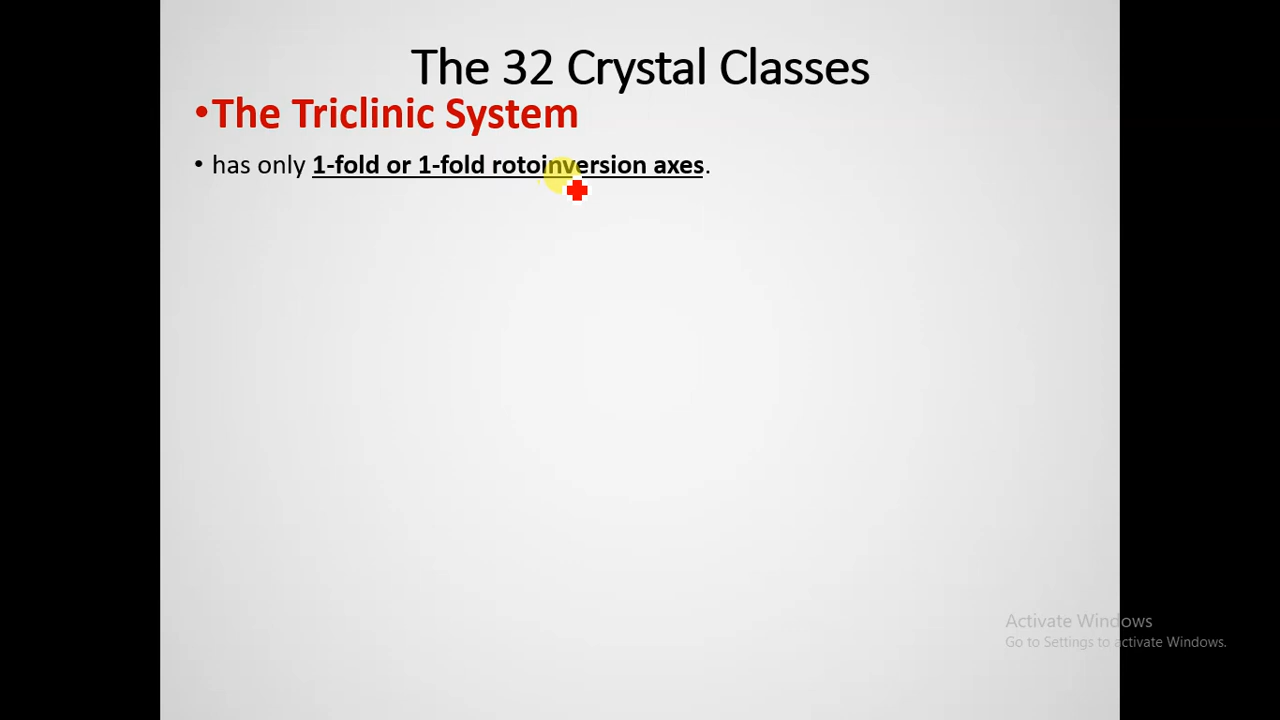 The 32 Crystal Classes
•The Triclinic System
• has only 1-fold or 1-fold rotoinversion axes.
Activate Windows
Go to Settings to activate Windows.